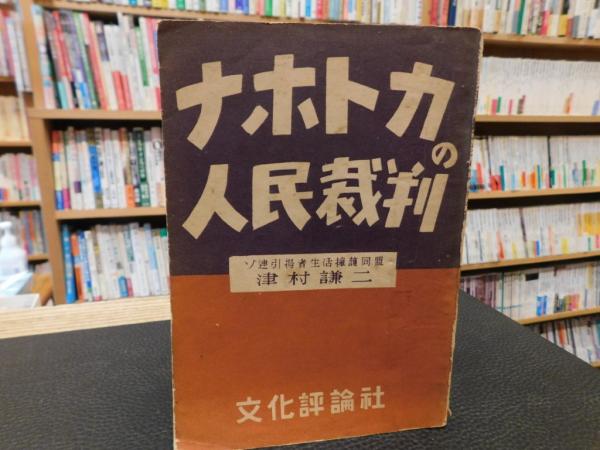 ナホトカの
人民裁判
ソ連引揚者生活擁護同盟
津村謙二
文化評論社